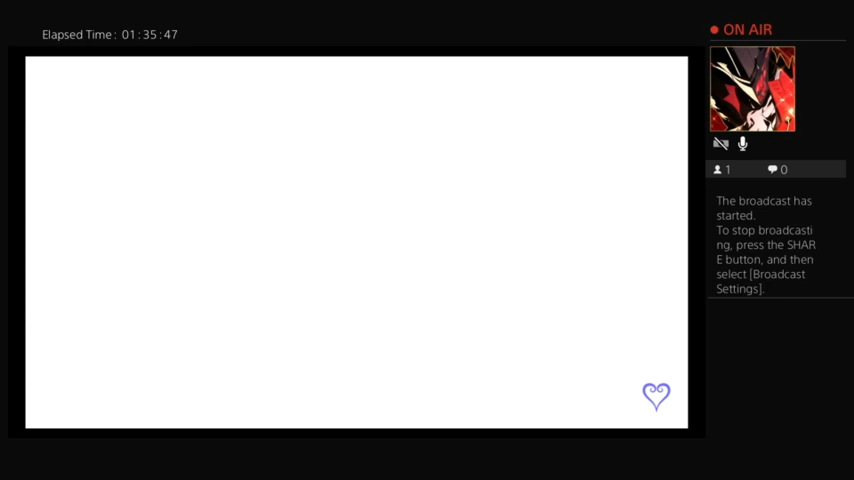 Elapsed Time: 01:35:47
ON AIR
1
0
The broadcast has
started.
To stop broadcasti
ng, press the SHAR
E button, and then
select [Broadcast
Settings].